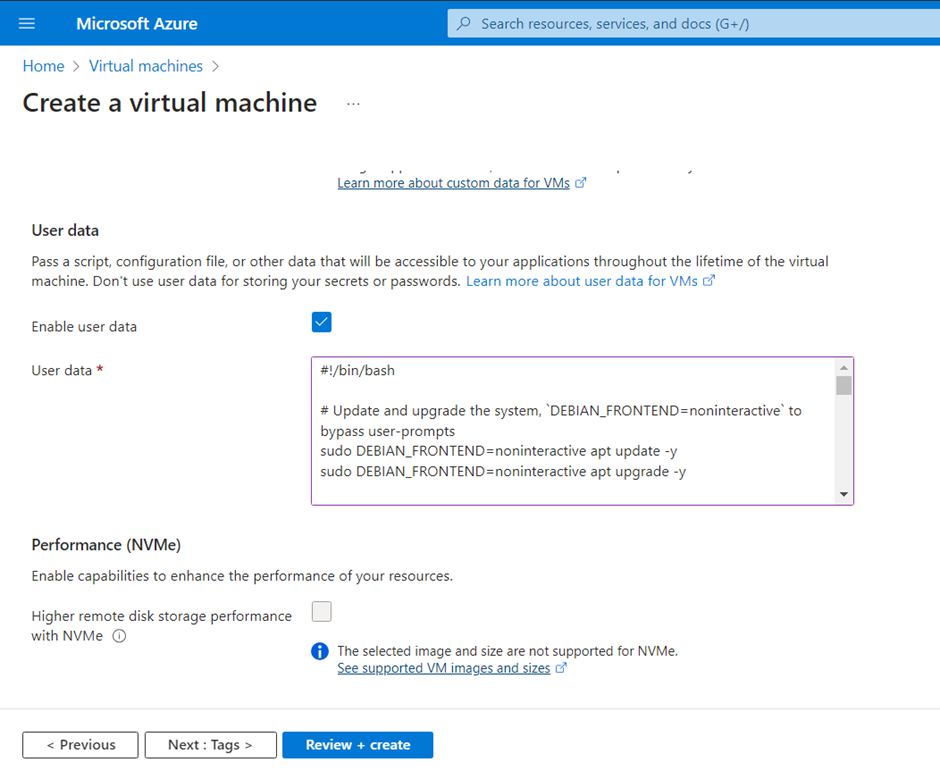 Microsoft Azure
Search resources, services, and docs (G+/)
Home > Virtual machines >
Create a virtual machine ...
Learn more about custom data for VMs
User data
Pass a script, configuration file, or other data that will be accessible to your applications throughout the lifetime of the virtual
machine. Don't use user data for storing your secrets or passwords. Learn more about user data for VMs
Enable user data
User data *
#!/bin/bash
# Update and upgrade the system, `DEBIAN_FRONTEND=noninteractive` to
bypass user-prompts
sudo DEBIAN_FRONTEND=noninteractive apt update -y
sudo DEBIAN_FRONTEND=noninteractive apt upgrade -y
Performance (NVMe)
Enable capabilities to enhance the performance of your resources.
Higher remote disk storage performance
with NVMe
The selected image and size are not supported for NVMe.
See supported VM images and sizes
< Previous
Next : Tags >
Review + create